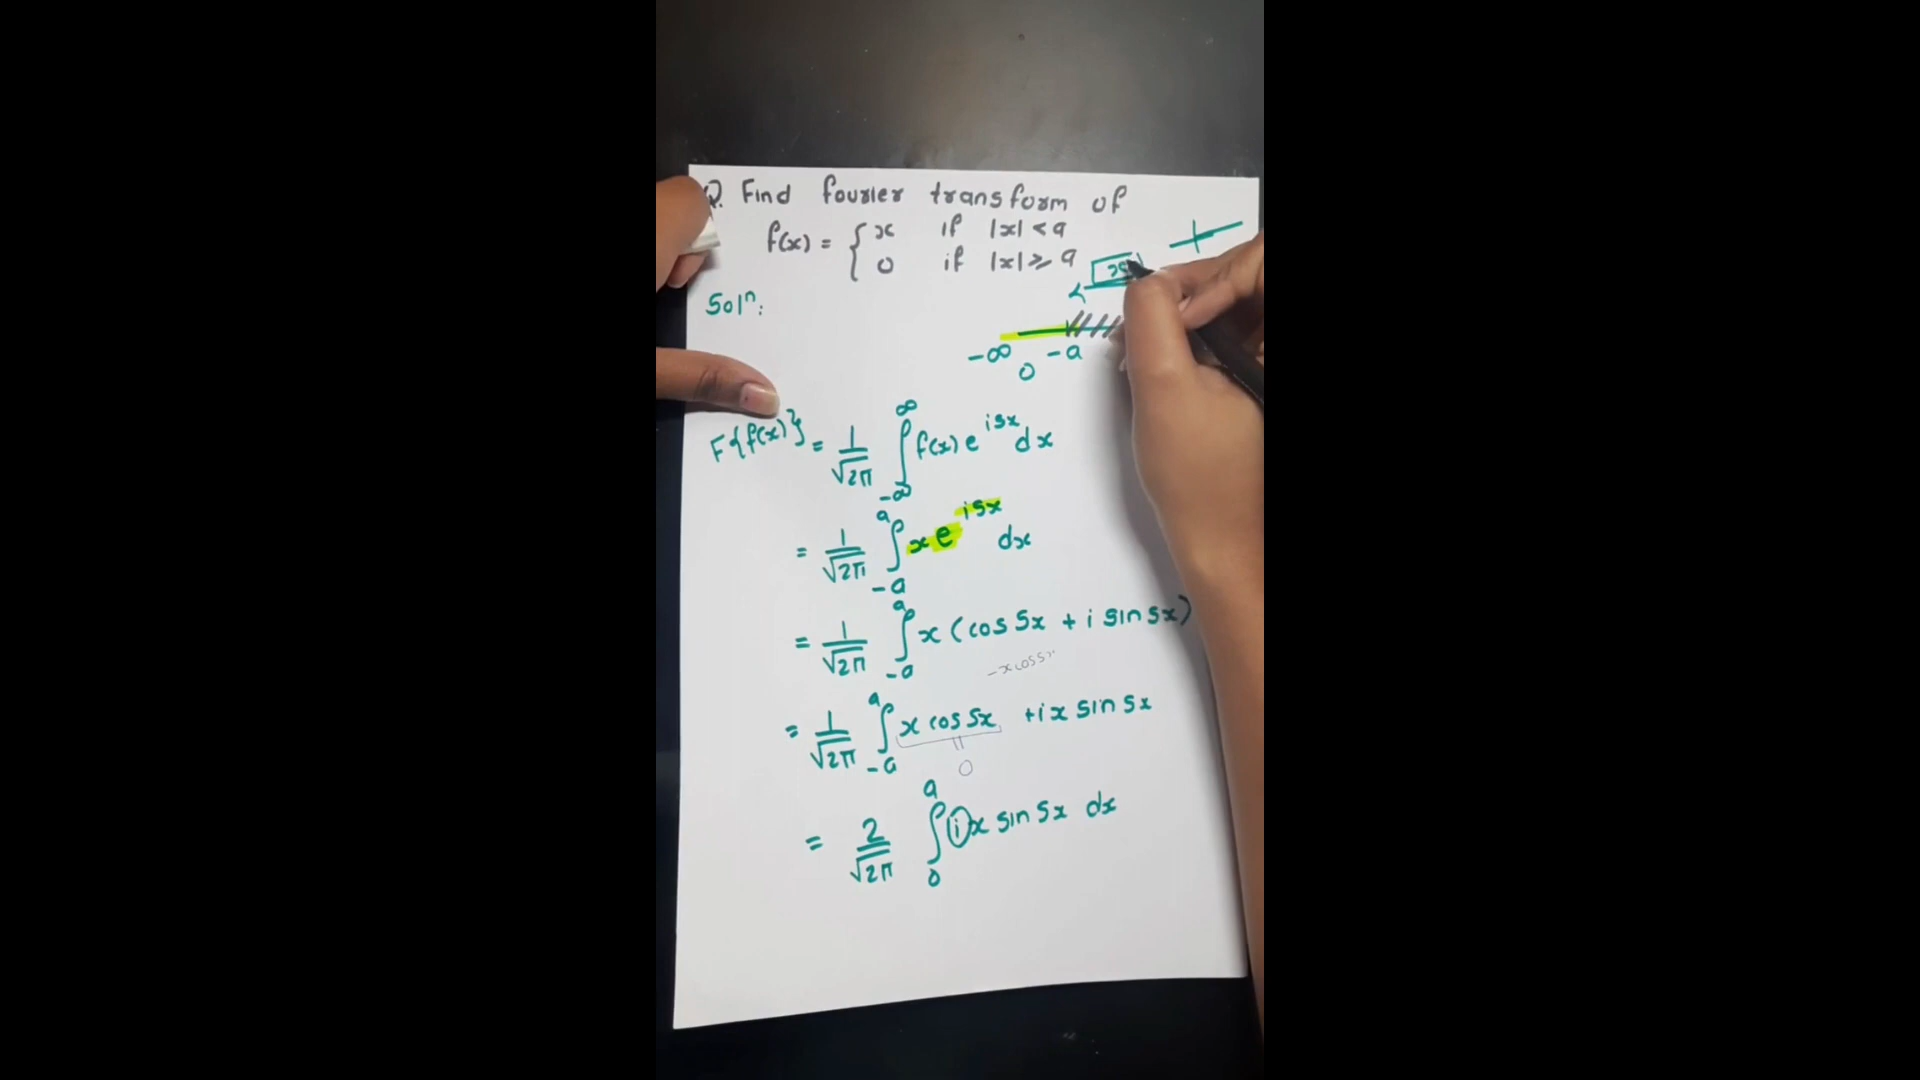 Q. Find fourier transform of
f(x) = { x if |x| < a
0 if |x| ⩾ a
Solⁿ:
-∞ 0 -a
F{f(x)} = 1/√2π ∫_{-∞}^{∞} f(x) e^{isx} dx
= 1/√2π ∫_{-a}^{a} x e^{isx} dx
= 1/√2π ∫_{-a}^{a} x (cos sx + i sin sx)
-x cos s
= 1/√2π ∫_{-a}^{a} x cos sx + ix sin sx
|| 0
= 2/√2π ∫_{0}^{a} i x sin sx dx